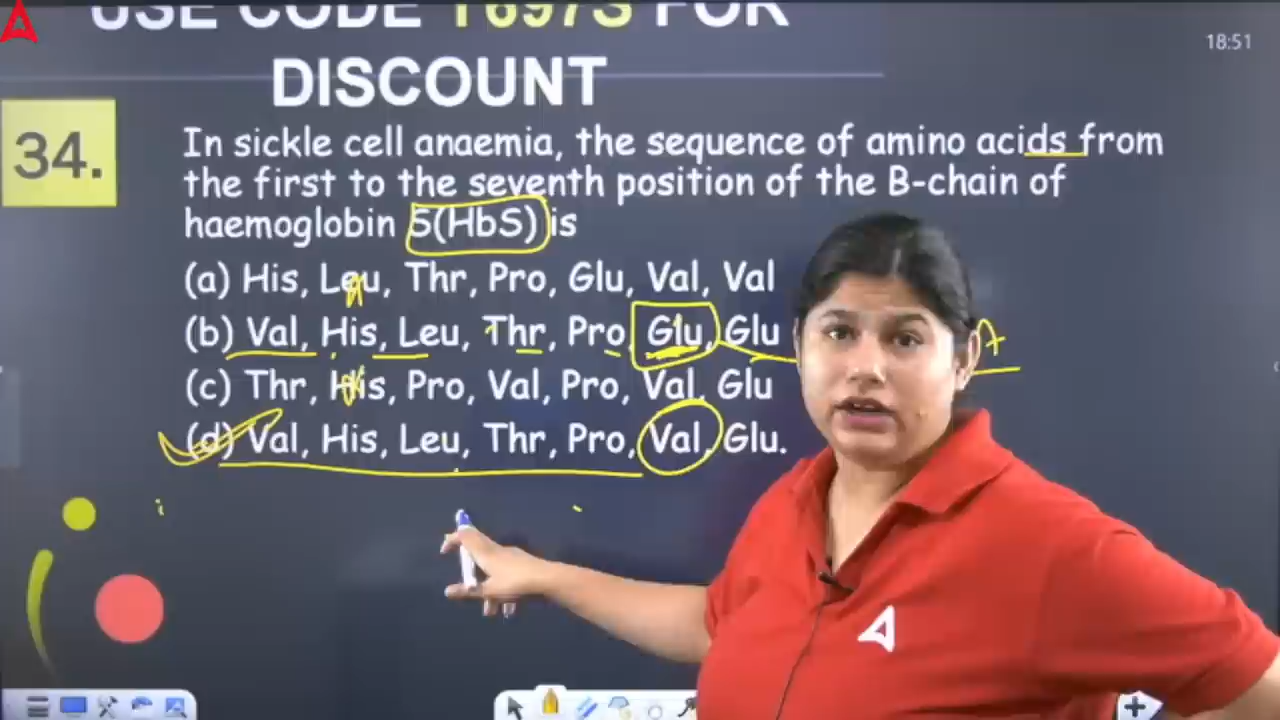 USE CODE Y697S FOR
18:51
DISCOUNT
34.
In sickle cell anaemia, the sequence of amino acids from
the first to the seventh position of the B-chain of
haemoglobin S(HbS) is
(a) His, Leu, Thr, Pro, Glu, Val, Val
(b) Val, His, Leu, Thr, Pro, Glu, Glu
(c) Thr, His, Pro, Val, Pro, Val, Glu
(d) Val, His, Leu, Thr, Pro, Val, Glu.